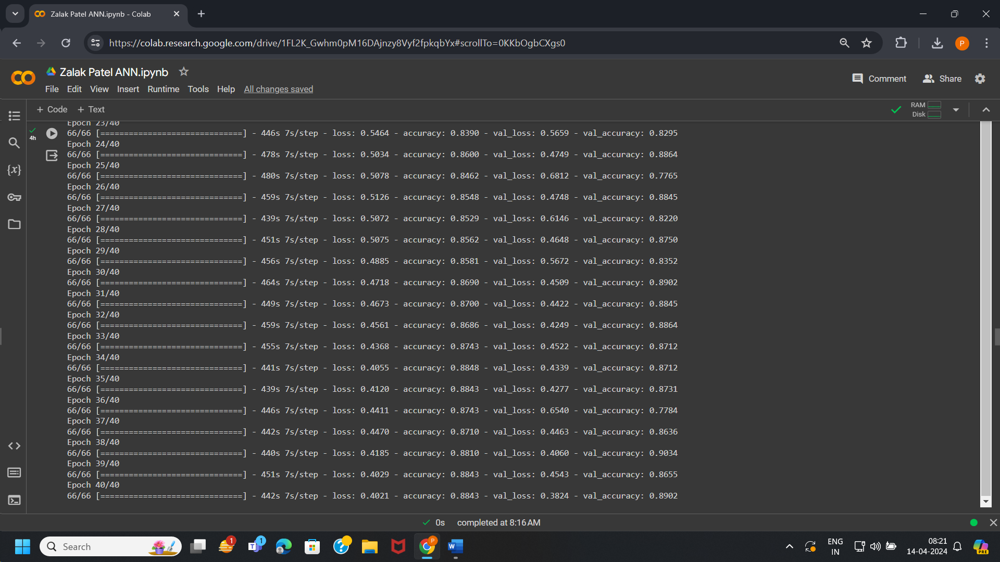 Zalak Patel ANN.ipynb - Colab
https://colab.research.google.com/drive/1FL2K_Gwhm0pM16DAjnzy8Vyf2fpkqbYx#scrollTo=0KKbOgbCXgs0
P
Zalak Patel ANN.ipynb
Comment
Share
File Edit View Insert Runtime Tools Help All changes saved
+ Code + Text
RAM
Disk
4h
{x}
Epoch 23/40
66/66 [==============================] - 446s 7s/step - loss: 0.5464 - accuracy: 0.8390 - val_loss: 0.5659 - val_accuracy: 0.8295
Epoch 24/40
66/66 [==============================] - 478s 7s/step - loss: 0.5034 - accuracy: 0.8600 - val_loss: 0.4749 - val_accuracy: 0.8864
Epoch 25/40
66/66 [==============================] - 480s 7s/step - loss: 0.5078 - accuracy: 0.8462 - val_loss: 0.6812 - val_accuracy: 0.7765
Epoch 26/40
66/66 [==============================] - 459s 7s/step - loss: 0.5126 - accuracy: 0.8548 - val_loss: 0.4748 - val_accuracy: 0.8845
Epoch 27/40
66/66 [==============================] - 439s 7s/step - loss: 0.5072 - accuracy: 0.8529 - val_loss: 0.6146 - val_accuracy: 0.8220
Epoch 28/40
66/66 [==============================] - 451s 7s/step - loss: 0.5075 - accuracy: 0.8562 - val_loss: 0.4648 - val_accuracy: 0.8750
Epoch 29/40
66/66 [==============================] - 456s 7s/step - loss: 0.4885 - accuracy: 0.8581 - val_loss: 0.5672 - val_accuracy: 0.8352
Epoch 30/40
66/66 [==============================] - 464s 7s/step - loss: 0.4718 - accuracy: 0.8690 - val_loss: 0.4509 - val_accuracy: 0.8902
Epoch 31/40
66/66 [==============================] - 449s 7s/step - loss: 0.4673 - accuracy: 0.8700 - val_loss: 0.4422 - val_accuracy: 0.8845
Epoch 32/40
66/66 [==============================] - 459s 7s/step - loss: 0.4561 - accuracy: 0.8686 - val_loss: 0.4249 - val_accuracy: 0.8864
Epoch 33/40
66/66 [==============================] - 455s 7s/step - loss: 0.4368 - accuracy: 0.8743 - val_loss: 0.4522 - val_accuracy: 0.8712
Epoch 34/40
66/66 [==============================] - 441s 7s/step - loss: 0.4055 - accuracy: 0.8848 - val_loss: 0.4339 - val_accuracy: 0.8712
Epoch 35/40
66/66 [==============================] - 439s 7s/step - loss: 0.4120 - accuracy: 0.8843 - val_loss: 0.4277 - val_accuracy: 0.8731
Epoch 36/40
66/66 [==============================] - 446s 7s/step - loss: 0.4411 - accuracy: 0.8743 - val_loss: 0.6540 - val_accuracy: 0.7784
Epoch 37/40
66/66 [==============================] - 442s 7s/step - loss: 0.4470 - accuracy: 0.8710 - val_loss: 0.4463 - val_accuracy: 0.8636
Epoch 38/40
66/66 [==============================] - 440s 7s/step - loss: 0.4185 - accuracy: 0.8810 - val_loss: 0.4060 - val_accuracy: 0.9034
Epoch 39/40
66/66 [==============================] - 451s 7s/step - loss: 0.4029 - accuracy: 0.8843 - val_loss: 0.4543 - val_accuracy: 0.8655
Epoch 40/40
66/66 [==============================] - 442s 7s/step - loss: 0.4021 - accuracy: 0.8843 - val_loss: 0.3824 - val_accuracy: 0.8902
0s completed at 8:16 AM
Search
1
1
T
P
W
ENG
IN
08:21
14-04-2024
PRE